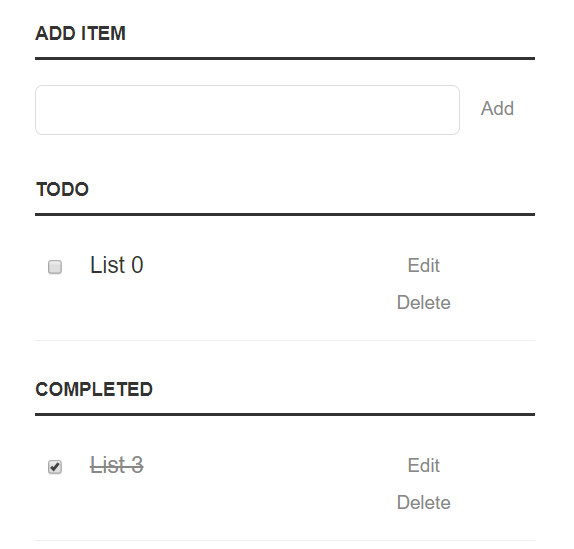 ADD ITEM
Add
TODO
List 0 Edit
Delete
COMPLETED
List 3 Edit
Delete